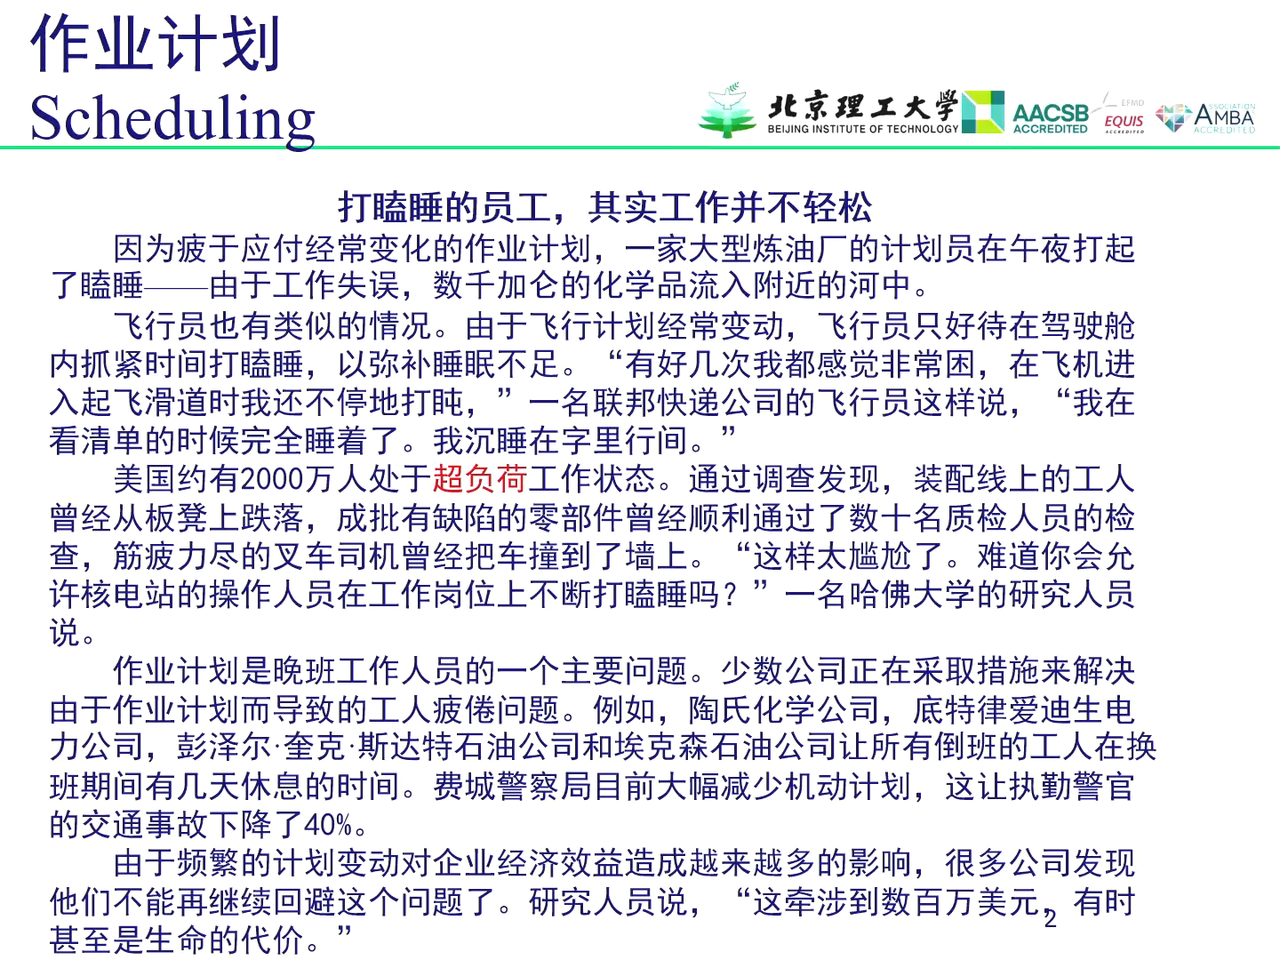 作业计划
Scheduling
北京理工大学
BEIJING INSTITUTE OF TECHNOLOGY
AACSB
ACCREDITED
EFMD
EQUIS
ACCREDITED
ASSOCIATION
AMBA
ACCREDITED
打瞌睡的员工，其实工作并不轻松
因为疲于应付经常变化的作业计划，一家大型炼油厂的计划员在午夜打起
了瞌睡——由于工作失误，数千加仑的化学品流入附近的河中。
飞行员也有类似的情况。由于飞行计划经常变动，飞行员只好待在驾驶舱
内抓紧时间打瞌睡，以弥补睡眠不足。“有好几次我都感觉非常困，在飞机进
入起飞滑道时我还不停地打盹，”一名联邦快递公司的飞行员这样说，“我在
看清单的时候完全睡着了。我沉睡在字里行间。”
美国约有2000万人处于超负荷工作状态。通过调查发现，装配线上的工人
曾经从板凳上跌落，成批有缺陷的零部件曾经顺利通过了数十名质检人员的检
查，筋疲力尽的叉车司机曾经把车撞到了墙上。“这样太尴尬了。难道你会允
许核电站的操作人员在工作岗位上不断打瞌睡吗？”一名哈佛大学的研究人员
说。
作业计划是晚班工作人员的一个主要问题。少数公司正在采取措施来解决
由于作业计划而导致的工人疲倦问题。例如，陶氏化学公司，底特律爱迪生电
力公司，彭泽尔·奎克·斯达特石油公司和埃克森石油公司让所有倒班的工人在换
班期间有几天休息的时间。费城警察局目前大幅减少机动计划，这让执勤警官
的交通事故下降了40%。
由于频繁的计划变动对企业经济效益造成越来越多的影响，很多公司发现
他们不能再继续回避这个问题了。研究人员说，“这牵涉到数百万美元，有时
甚至是生命的代价。”
2